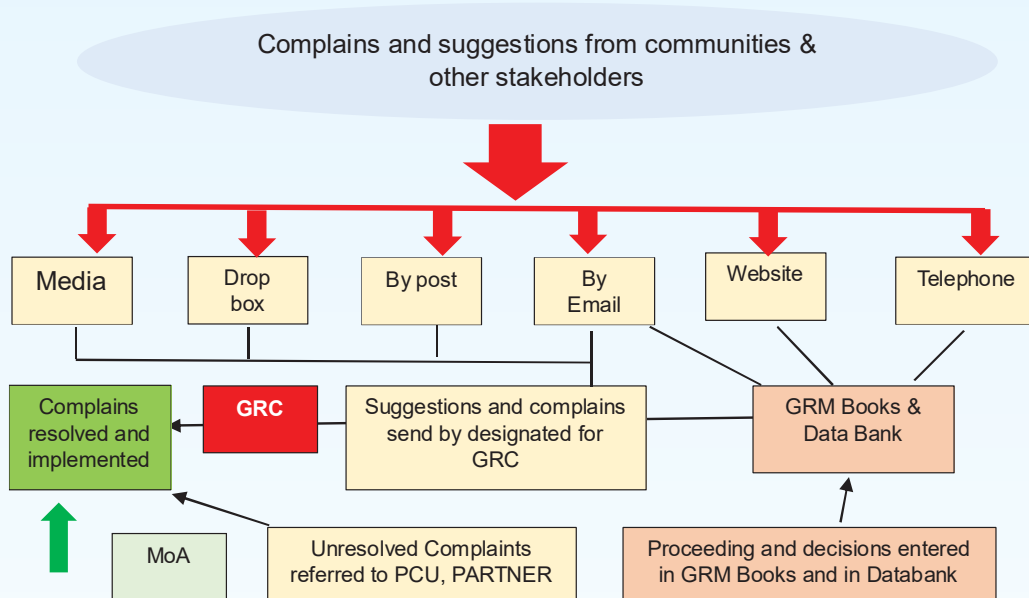 Complains and suggestions from communities &
other stakeholders
Media
Drop
box
By post
By
Email
Website
Telephone
Complains
resolved and
implemented
GRC
Suggestions and complains
send by designated for
GRC
GRM Books &
Data Bank
MoA
Unresolved Complaints
referred to PCU, PARTNER
Proceeding and decisions entered
in GRM Books and in Databank